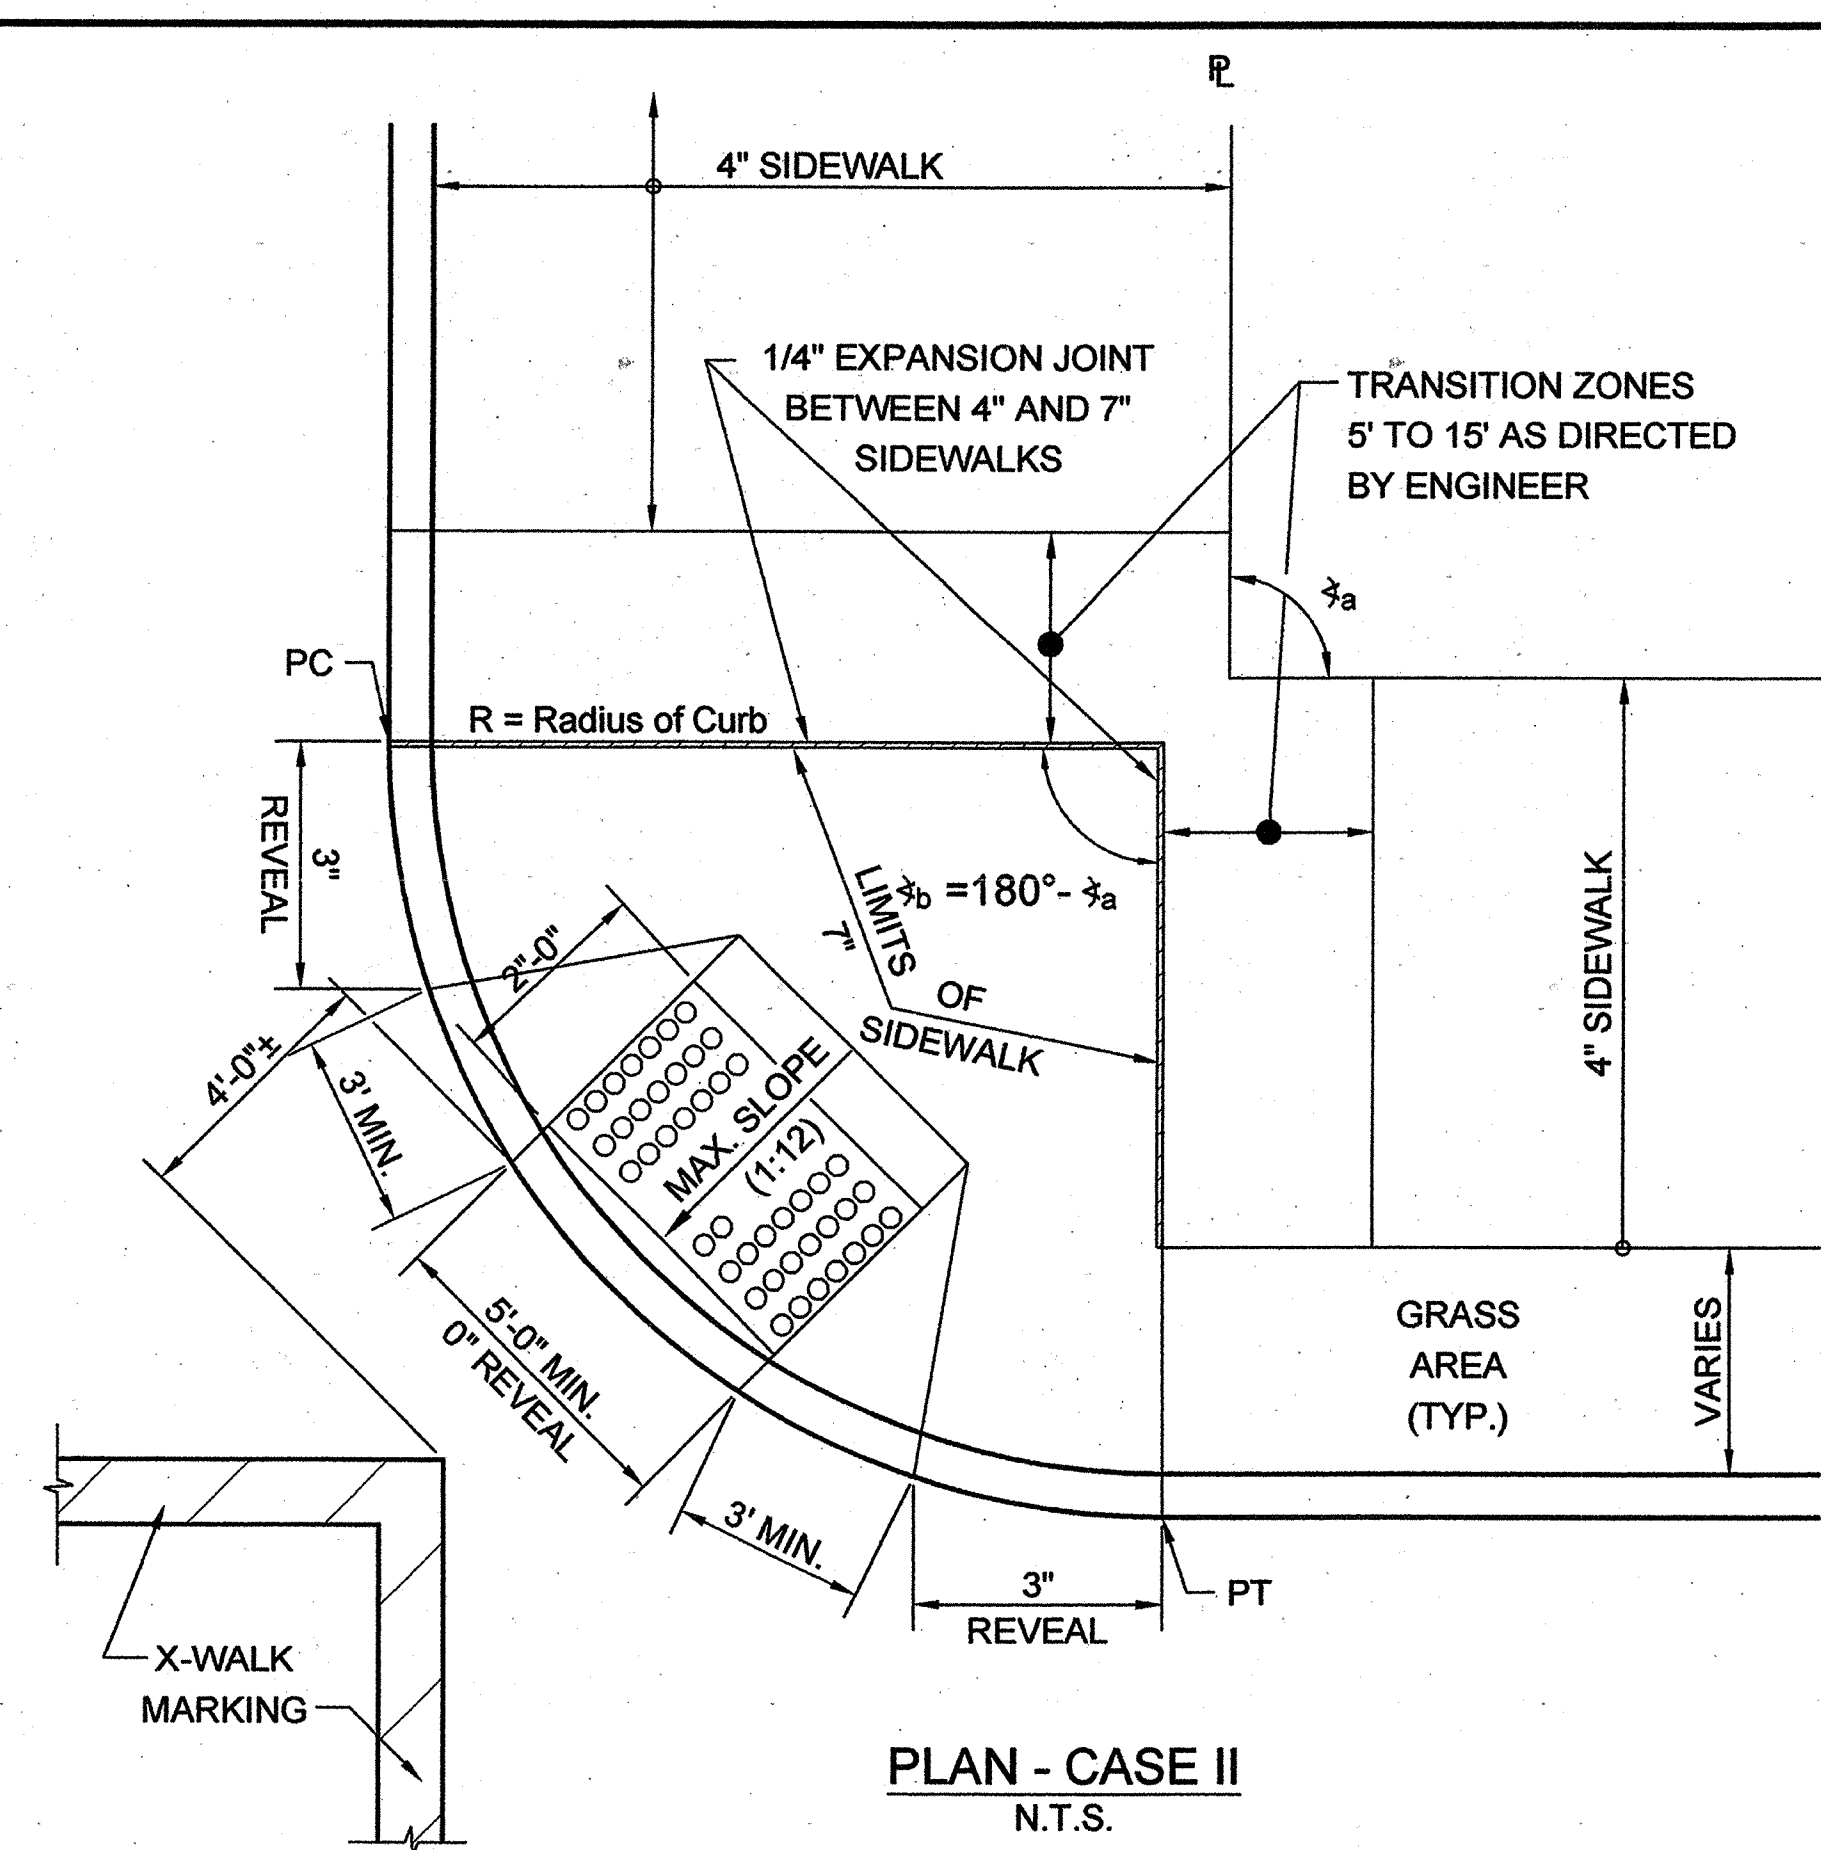 PL
4" SIDEWALK
1/4" EXPANSION JOINT
BETWEEN 4" AND 7"
SIDEWALKS
TRANSITION ZONES
5' TO 15' AS DIRECTED
BY ENGINEER
∡a
PC
R = Radius of Curb
3"
REVEAL
∡b =180°- ∡a
LIMITS OF
7" SIDEWALK
4" SIDEWALK
2"-0"
4'-0"±
3' MIN.
MAX. SLOPE
(1:12)
5'-0" MIN.
0" REVEAL
GRASS
AREA
(TYP.)
VARIES
3' MIN.
3"
REVEAL
PT
X-WALK
MARKING
PLAN - CASE II
N.T.S.